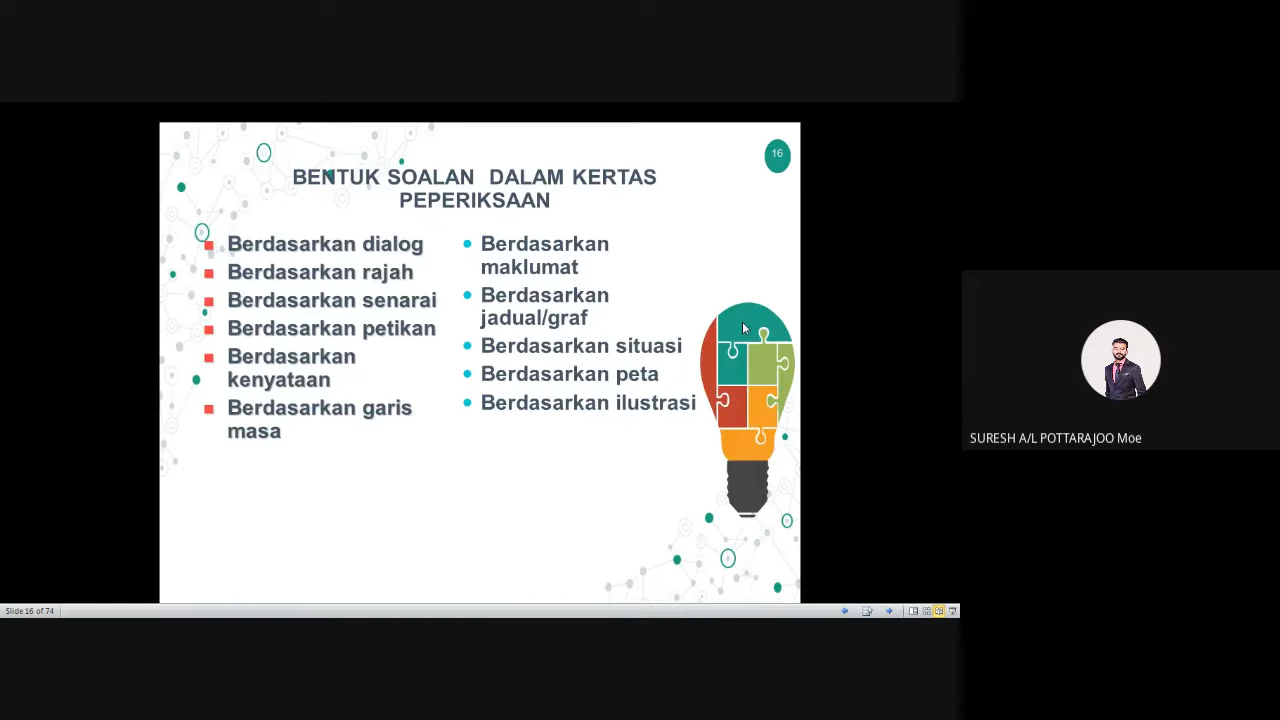 16
BENTUK SOALAN DALAM KERTAS
PEPERIKSAAN
Berdasarkan dialog
Berdasarkan rajah
Berdasarkan senarai
Berdasarkan petikan
Berdasarkan
kenyataan
Berdasarkan garis
masa
Berdasarkan
maklumat
Berdasarkan
jadual/graf
Berdasarkan situasi
Berdasarkan peta
Berdasarkan ilustrasi
SURESH A/L POTTARAJOO Moe
Slide 16 of 74